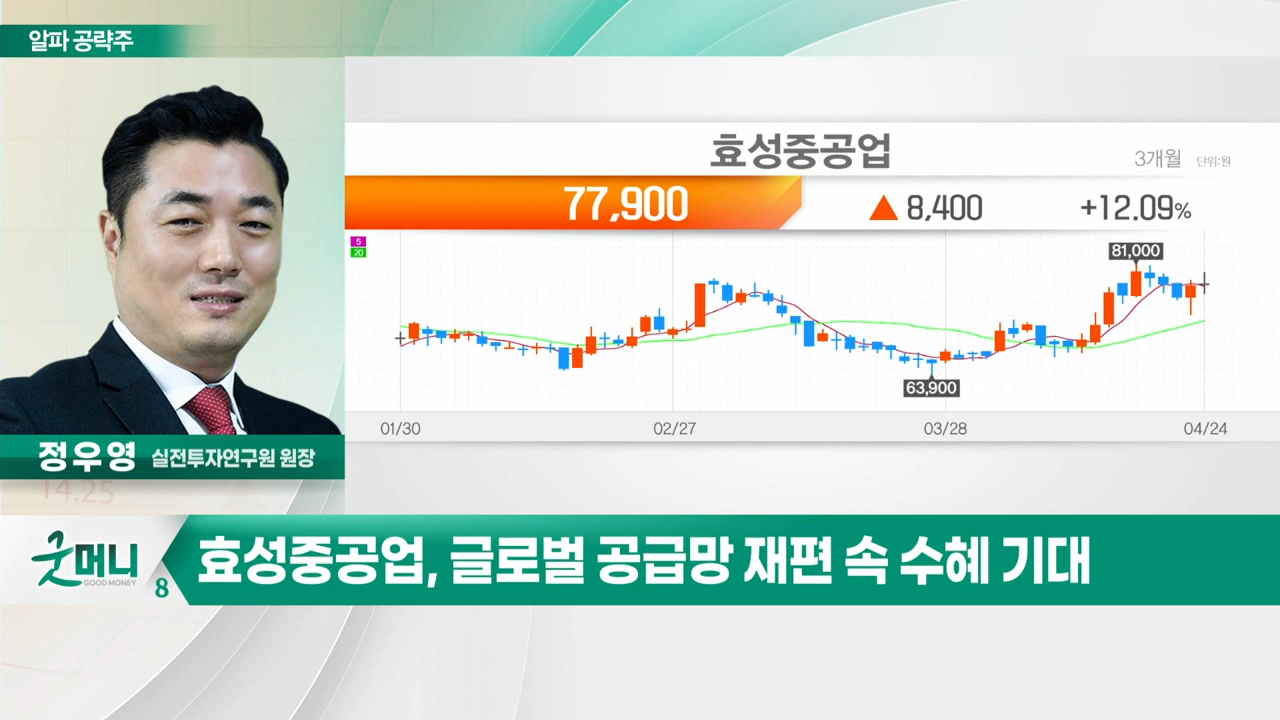 알파 공략주
효성중공업
3개월 단위:원
77,900
▲ 8,400
+12.09%
5
20
81,000
63,900
01/30
02/27
03/28
04/24
정우영 실전투자연구원 원장
14.25
굿머니
GOOD MONEY
8
효성중공업, 글로벌 공급망 재편 속 수혜 기대